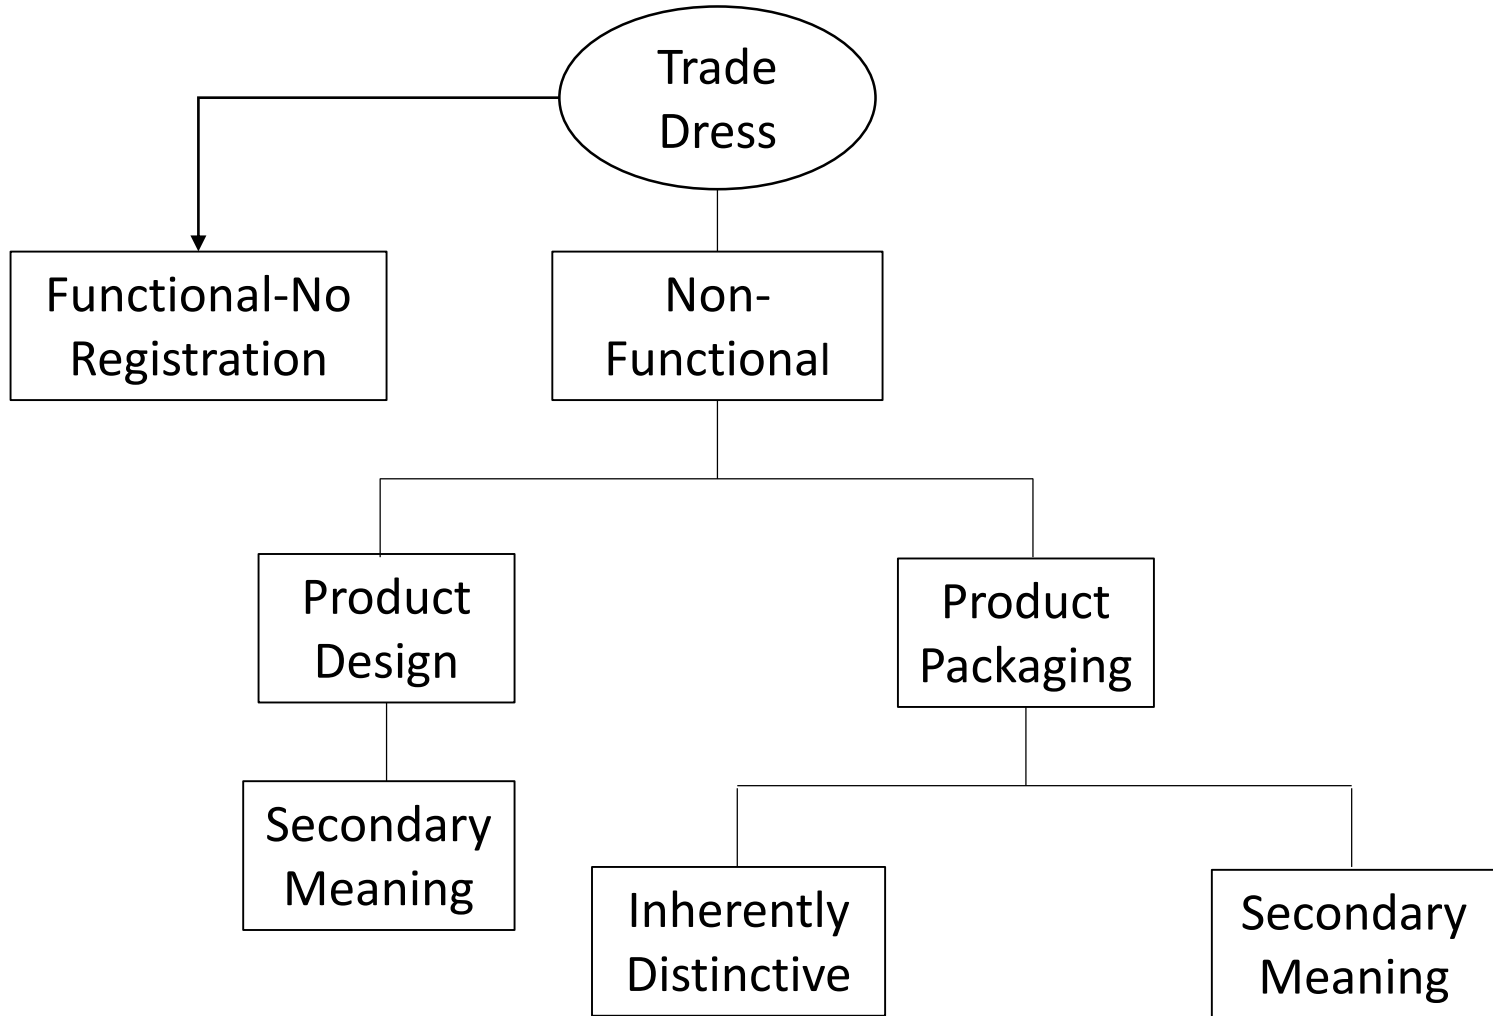 Trade
Dress
Functional-No
Registration
Non-
Functional
Product
Design
Product
Packaging
Secondary
Meaning
Inherently
Distinctive
Secondary
Meaning